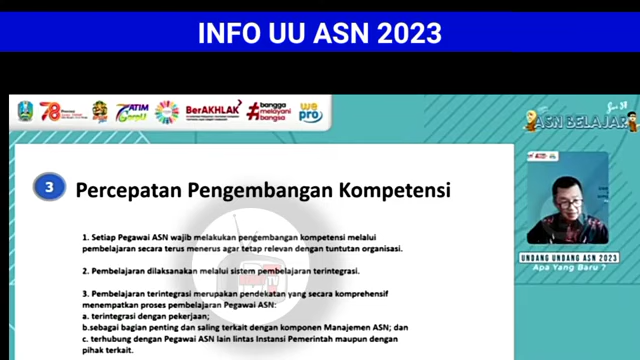 INFO UU ASN 2023
BerAKHLAK
#bangga
melayani
bangsa
we
pro
ASN BELAJAR
3
Percepatan Pengembangan Kompetensi
1. Setiap Pegawai ASN wajib melakukan pengembangan kompetensi melalui
pembelajaran secara terus menerus agar tetap relevan dengan tuntutan organisasi.
2. Pembelajaran dilaksanakan melalui sistem pembelajaran terintegrasi.
3. Pembelajaran terintegrasi merupakan pendekatan yang secara komprehensif
menempatkan proses pembelajaran Pegawai ASN:
a. terintegrasi dengan pekerjaan;
b.sebagai bagian penting dan saling terkait dengan komponen Manajemen ASN; dan
c. terhubung dengan Pegawai ASN lain lintas Instansi Pemerintah maupun dengan
pihak terkait.
UNDANG UNDANG ASN 2023
Apa Yang Baru ?